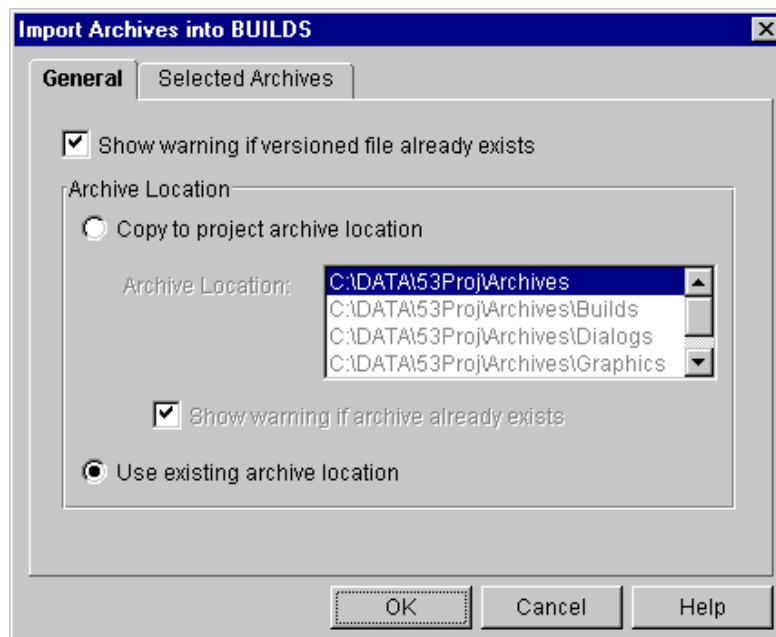 Import Archives into BUILDS
General
Selected Archives
Show warning if versioned file already exists
Archive Location
Copy to project archive location
Archive Location:
C:\DATA\53Proj\Archives
C:\DATA\53Proj\Archives\Builds
C:\DATA\53Proj\Archives\Dialogs
C:\DATA\53Proj\Archives\Graphics
Show warning if archive already exists
Use existing archive location
OK
Cancel
Help